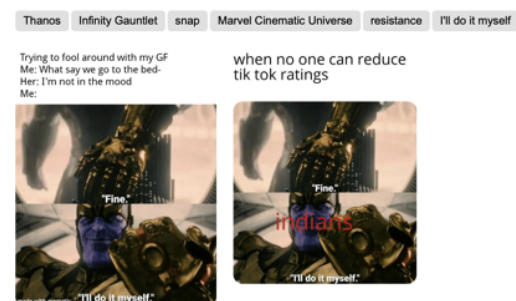 Thanos
Infinity Gauntlet
snap
Marvel Cinematic Universe
resistance
I'll do it myself
Trying to fool around with my GF
Me: What say we go to the bed-
Her: I'm not in the mood
Me:
"Fine."
"I'll do it myself."
when no one can reduce
tik tok ratings
"Fine."
indians
"I'll do it myself."